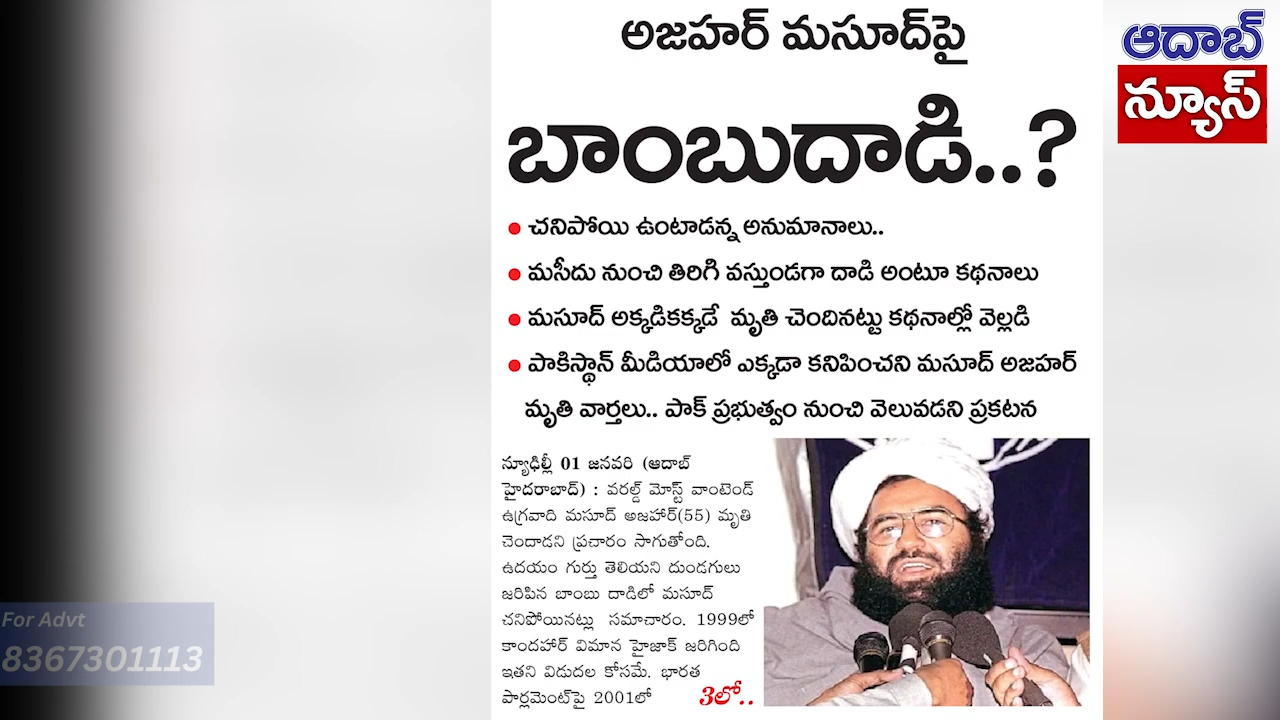 అజహర్ మసూద్‌పై
ఆదాబ్
న్యూస్
బాంబుదాడి..?
• చనిపోయి ఉంటాడన్న అనుమానాలు..
• మసీదు నుంచి తిరిగి వస్తుండగా దాడి అంటూ కథనాలు
• మసూద్ అక్కడికక్కడే మృతి చెందినట్టు కథనాల్లో వెల్లడి
• పాకిస్థాన్ మీడియాలో ఎక్కడా కనిపించని మసూద్ అజహర్
మృతి వార్తలు.. పాక్ ప్రభుత్వం నుంచి వెలువడని ప్రకటన
న్యూఢిల్లీ 01 జనవరి (ఆదాబ్
హైదరాబాద్) : వరల్డ్ మోస్ట్ వాంటెండ్
ఉగ్రవాది మసూద్ అజహార్(55) మృతి
చెందాడని ప్రచారం సాగుతోంది.
ఉదయం గుర్తు తెలియని దుండగులు
జరిపిన బాంబు దాడిలో మసూద్
చనిపోయినట్లు సమాచారం. 1999లో
కాందహార్ విమాన హైజాక్ జరిగింది
ఇతని విడుదల కోసమే. భారత
పార్లమెంట్‌పై 2001లో 3లో..
For Advt
8367301113